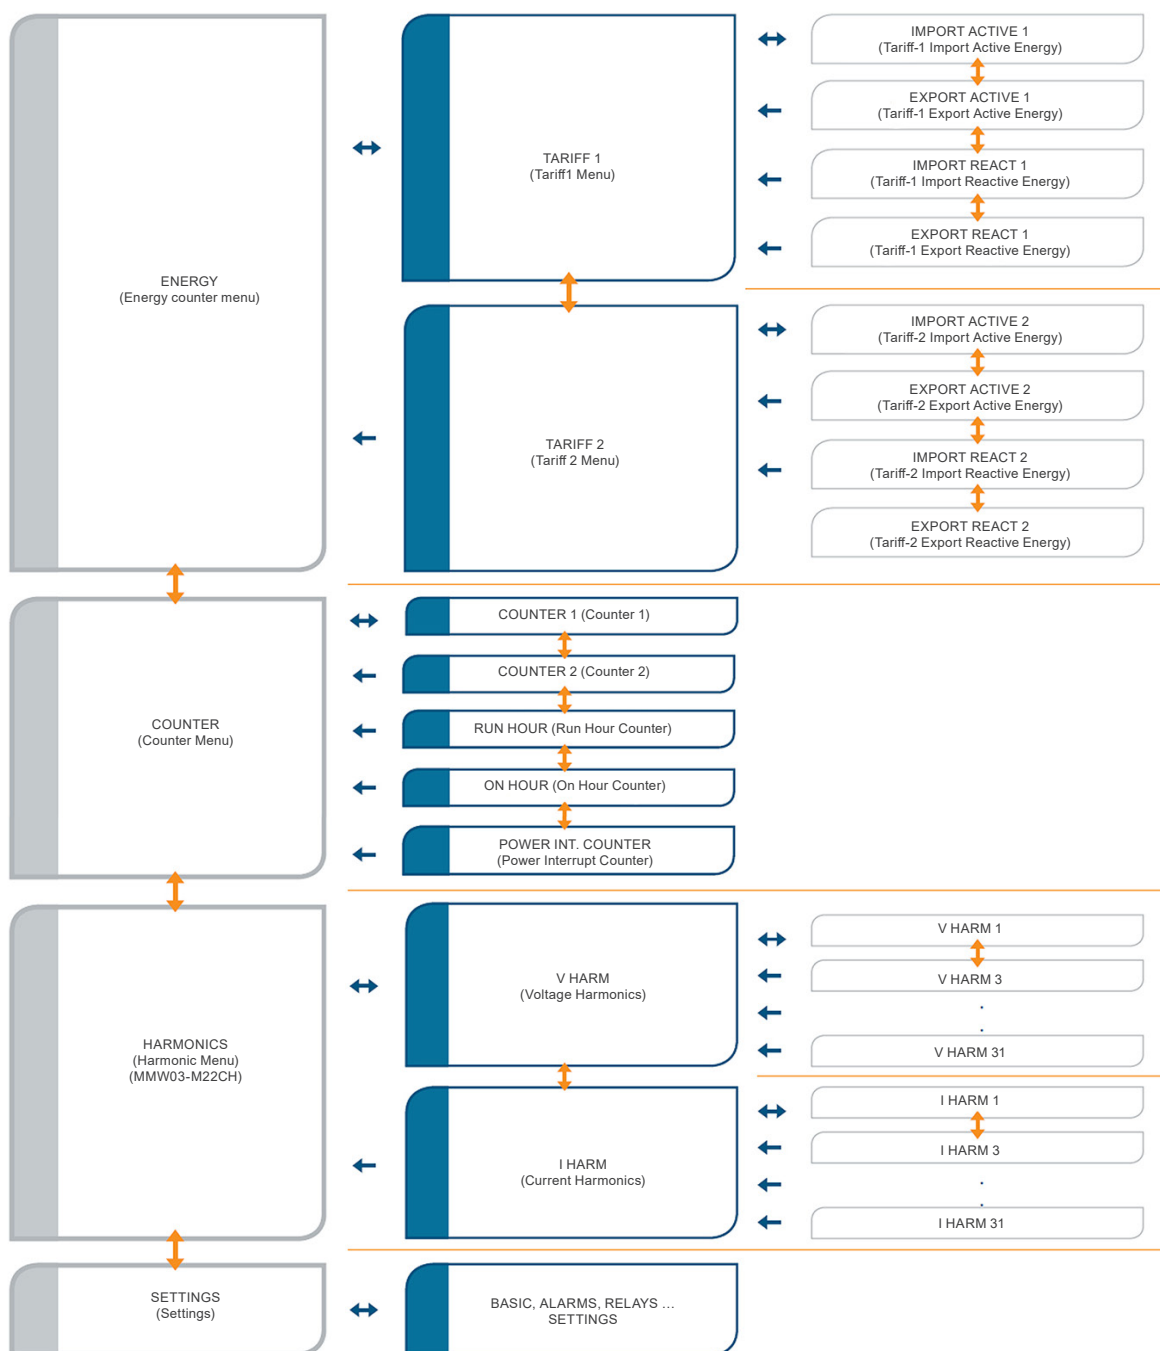 ENERGY
(Energy counter menu)
TARIFF 1
(Tariff1 Menu)
IMPORT ACTIVE 1
(Tariff-1 Import Active Energy)
EXPORT ACTIVE 1
(Tariff-1 Export Active Energy)
IMPORT REACT 1
(Tariff-1 Import Reactive Energy)
EXPORT REACT 1
(Tariff-1 Export Reactive Energy)
TARIFF 2
(Tariff 2 Menu)
IMPORT ACTIVE 2
(Tariff-2 Import Active Energy)
EXPORT ACTIVE 2
(Tariff-2 Export Active Energy)
IMPORT REACT 2
(Tariff-2 Import Reactive Energy)
EXPORT REACT 2
(Tariff-2 Export Reactive Energy)
COUNTER
(Counter Menu)
COUNTER 1 (Counter 1)
COUNTER 2 (Counter 2)
RUN HOUR (Run Hour Counter)
ON HOUR (On Hour Counter)
POWER INT. COUNTER
(Power Interrupt Counter)
HARMONICS
(Harmonic Menu)
(MMW03-M22CH)
V HARM
(Voltage Harmonics)
V HARM 1
V HARM 3
.
.
V HARM 31
I HARM
(Current Harmonics)
I HARM 1
I HARM 3
.
.
I HARM 31
SETTINGS
(Settings)
BASIC, ALARMS, RELAYS ...
SETTINGS